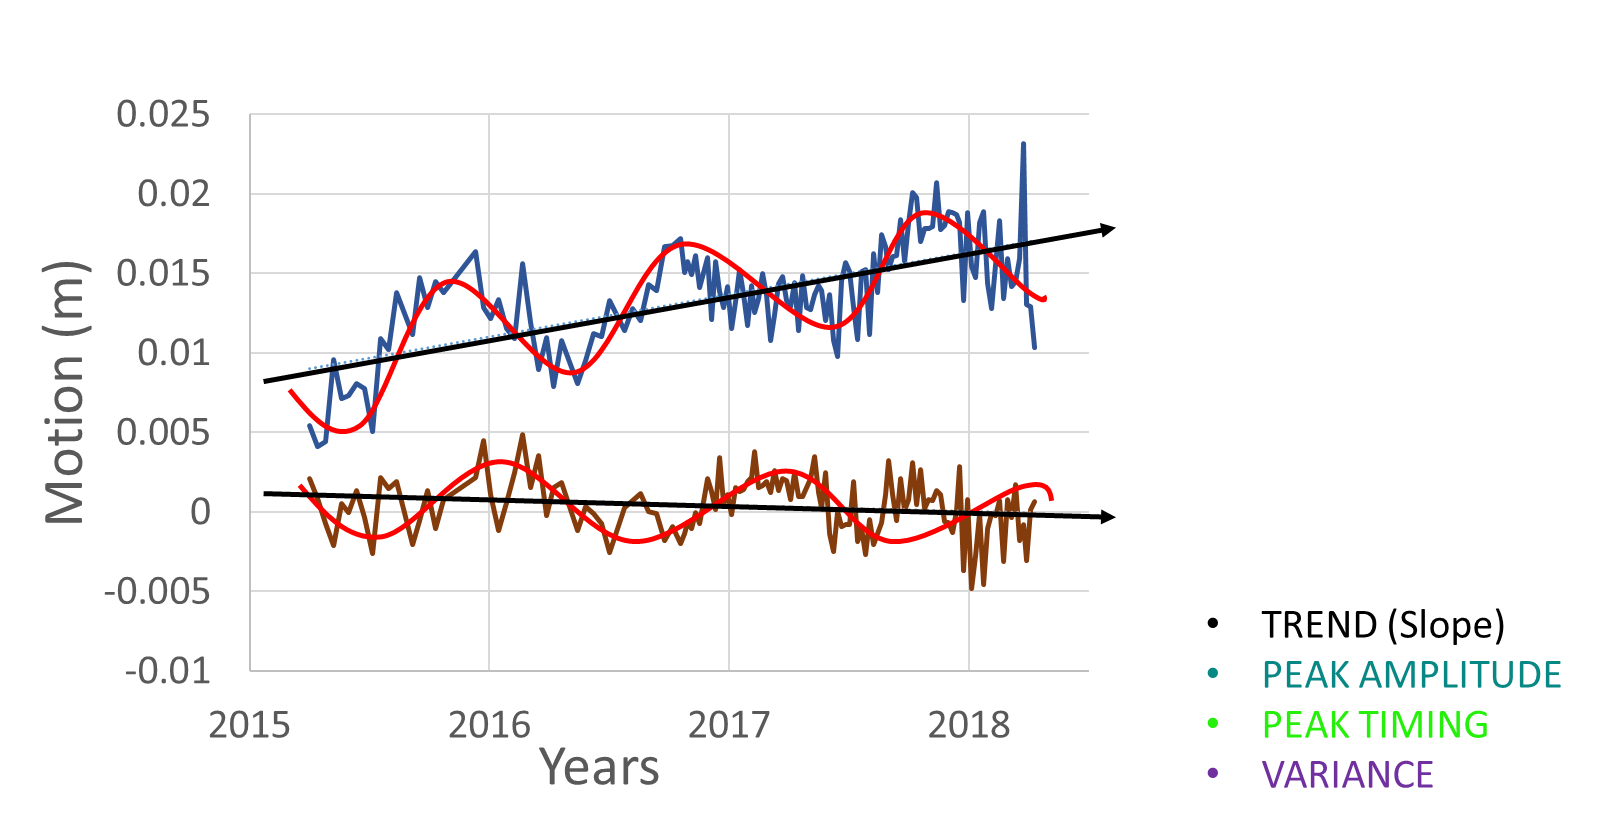 0.025
0.02
0.015
0.01
0.005
0
-0.005
-0.01
Motion (m)
2015 2016 2017 2018
Years
• TREND (Slope)
• PEAK AMPLITUDE
• PEAK TIMING
• VARIANCE